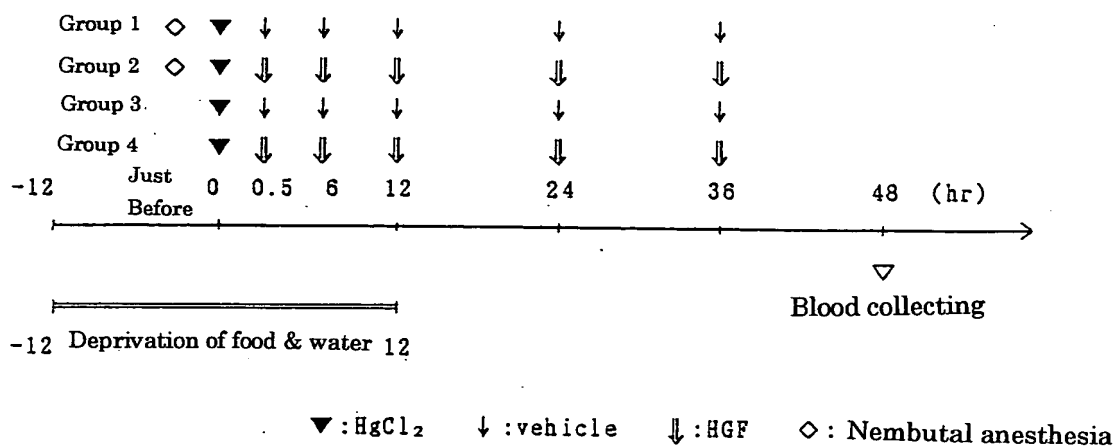 Group 1
Group 2
Group 3.
Group 4
-12 Just Before 0 0.5 6 12 24 36 48 (hr)
Blood collecting
-12 Deprivation of food & water 12
▼:HgCl₂ ↓:vehicle ⇓:HGF ◇: Nembutal anesthesia